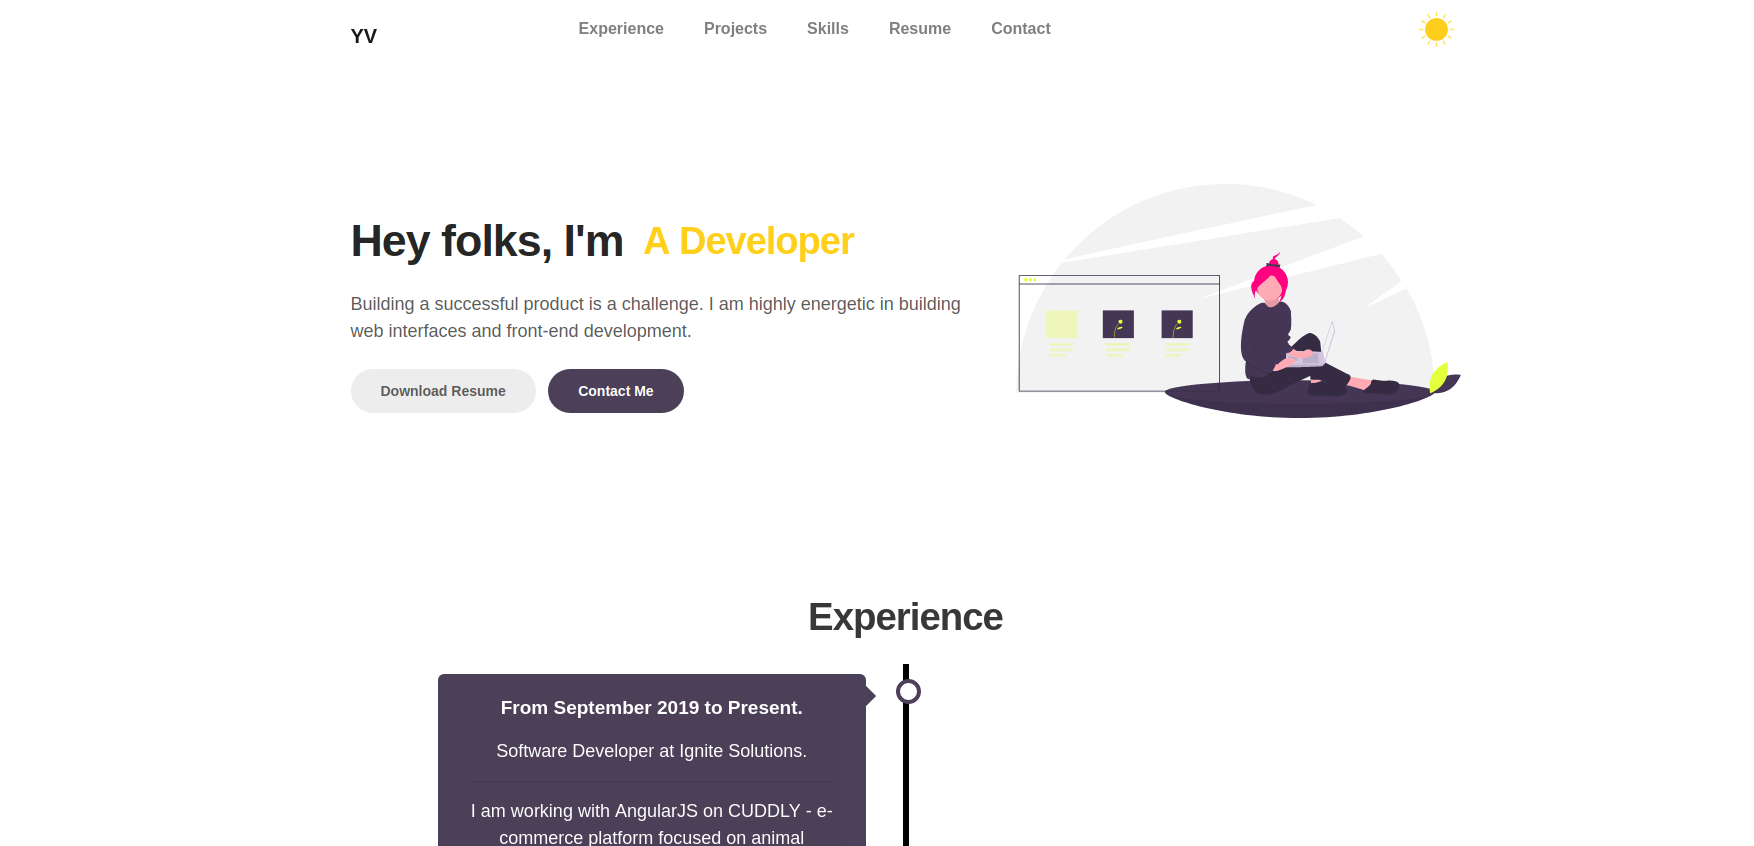 YV
Experience Projects Skills Resume Contact
Hey folks, I'm A Developer
Building a successful product is a challenge. I am highly energetic in building
web interfaces and front-end development.
Download Resume Contact Me
Experience
From September 2019 to Present.
Software Developer at Ignite Solutions.
I am working with AngularJS on CUDDLY - e-
commerce platform focused on animal